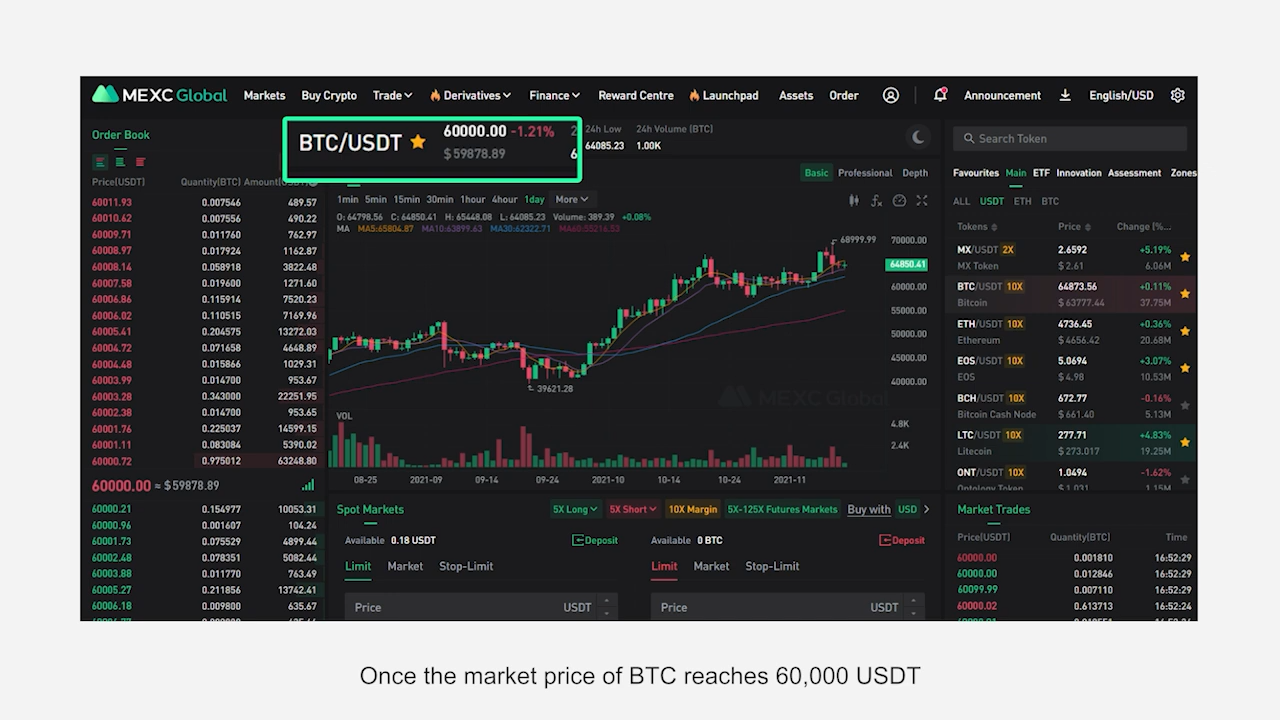 MEXC Global Markets Buy Crypto Trade Derivatives Finance Reward Centre Launchpad Assets Order Announcement English/USD
Order Book
BTC/USDT 60000.00 -1.21%
$ 59878.89
24h Low 24h Volume (BTC)
64085.23 1.00K
Search Token
Basic Professional Depth
Favourites Main ETF Innovation Assessment Zones
Price(USDT) Quantity(BTC)
1min 5min 15min 30min 1hour 4hour 1day More
ALL USDT ETH BTC
O: 64798.56 C: 64850.41 H: 65448.08 L: 64085.23 Volume: 389.39 +0.08%
MA MA5:65804.87 MA10:63899.63 MA30:62322.71 MA60:55216.53
Tokens Price Change [%...
60011.93 0.007546 489.57
60010.62 0.007556 490.22
60009.71 0.011760 762.97
60008.97 0.017924 1162.87
60008.14 0.058918 3822.48
60007.58 0.019600 1271.60
60006.86 0.115914 7520.23
60006.02 0.110515 7169.96
60005.41 0.204575 13272.03
60004.72 0.071658 4648.89
60004.48 0.015866 1029.31
60003.99 0.014700 953.67
60003.28 0.343000 22251.95
60002.38 0.014700 953.65
60001.76 0.225037 14599.15
60001.11 0.083084 5390.02
60000.72 0.975012 63248.80
60000.00 ≈ $59878.89
60000.21 0.154977 10053.31
60000.96 0.001607 104.24
60001.73 0.075529 4899.44
60002.48 0.078351 5082.44
60003.88 0.011770 763.49
60005.27 0.211856 13742.41
60006.18 0.009800 635.67
68999.99
70000.00
64850.41
60000.00
55000.00
50000.00
45000.00
40000.00
39621.28
MEXC Global
VOL
4.8K
2.4K
08-25 2021-09 09-14 09-24 2021-10 10-14 10-24 2021-11
MX/USDT 2X 2.6592 +5.19%
MX Token $ 2.61 6.06M
BTC/USDT 10X 64873.56 +0.11%
Bitcoin $ 63777.44 37.75M
ETH/USDT 10X 4736.45 +0.36%
Ethereum $ 4656.42 20.68M
EOS/USDT 10X 5.0694 +3.07%
EOS $ 4.98 10.53M
BCH/USDT 10X 672.77 -0.16%
Bitcoin Cash Node $ 661.40 5.13M
LTC/USDT 10X 277.71 +4.83%
Litecoin $ 273.017 19.25M
ONT/USDT 10X 1.0494 -1.62%
Ontology Token $ 1.031 1.15M
Spot Markets 5X Long 5X Short 10X Margin 5X-125X Futures Markets Buy with USD
Available 0.18 USDT Deposit Available 0 BTC Deposit
Limit Market Stop-Limit Limit Market Stop-Limit
Price USDT Price USDT
Market Trades
Price(USDT) Quantity(BTC) Time
60000.00 0.001810 16:52:29
60000.00 0.012846 16:52:29
60099.99 0.007110 16:52:29
60000.02 0.613713 16:52:24
Once the market price of BTC reaches 60,000 USDT